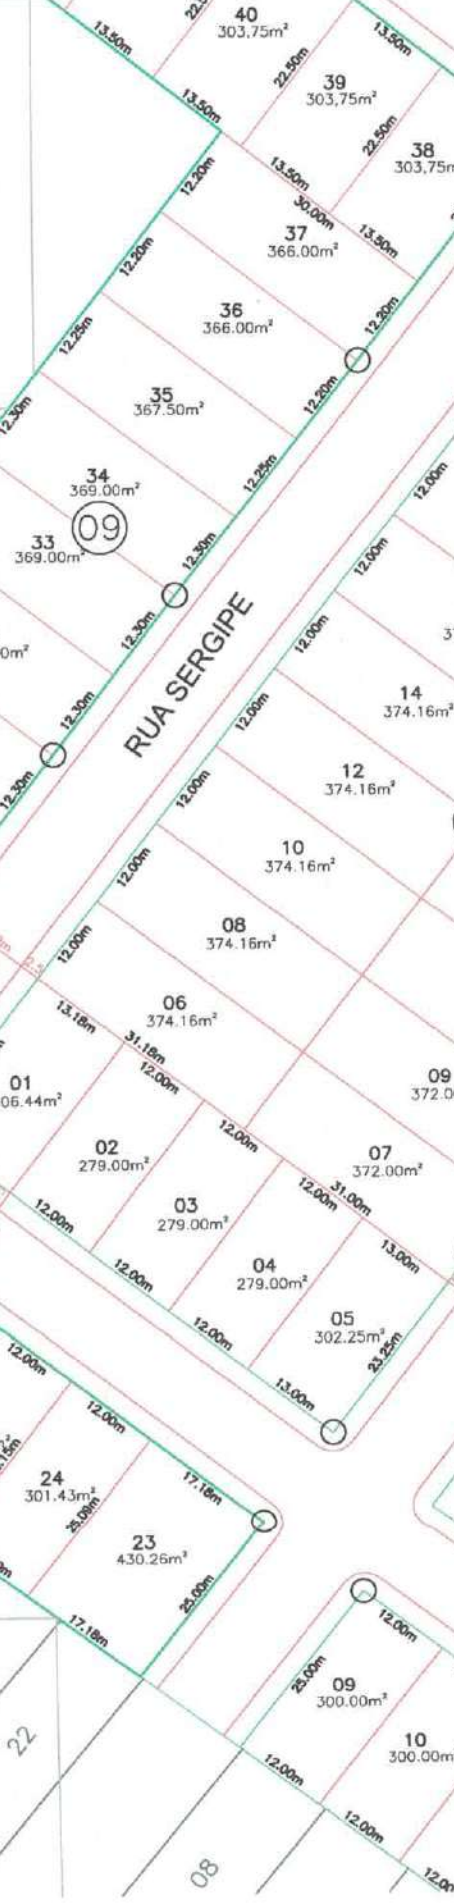 40
303.75m²
13.50m
13.50m
39
303,75m²
22.50m
22.50m
13.50m
38
303,75m
12.20m
13.50m
30.00m
13.50m
37
366.00m²
12.20m
12.20m
36
366.00m²
12.20m
12.25m
35
367.50m²
12.25m
12.30m
34
369.00m²
09
33
369.00m²
12.30m
12.30m
0m²
12.30m
12.30m
RUA SERGIPE
12.00m
12.00m
12.00m
12.00m
12.00m
12.00m
12.00m
14
374.16m²
12
374.16m²
10
374.16m²
08
374.16m²
06
374.16m²
13.18m
31.18m
12.00m
12.00m
12.00m
31.00m
13.00m
09
372.0
07
372.00m²
01
06.44m²
02
279.00m²
03
279.00m²
04
279.00m²
05
302.25m²
23.25m
12.00m
12.00m
12.00m
13.00m
12.00m
12.00m
17.18m
24
301.43m²
25.09m
23
430.26m²
25.00m
17.18m
12.00m
25.00m
09
300.00m²
10
300.00m
12.00m
12.00m
22
08